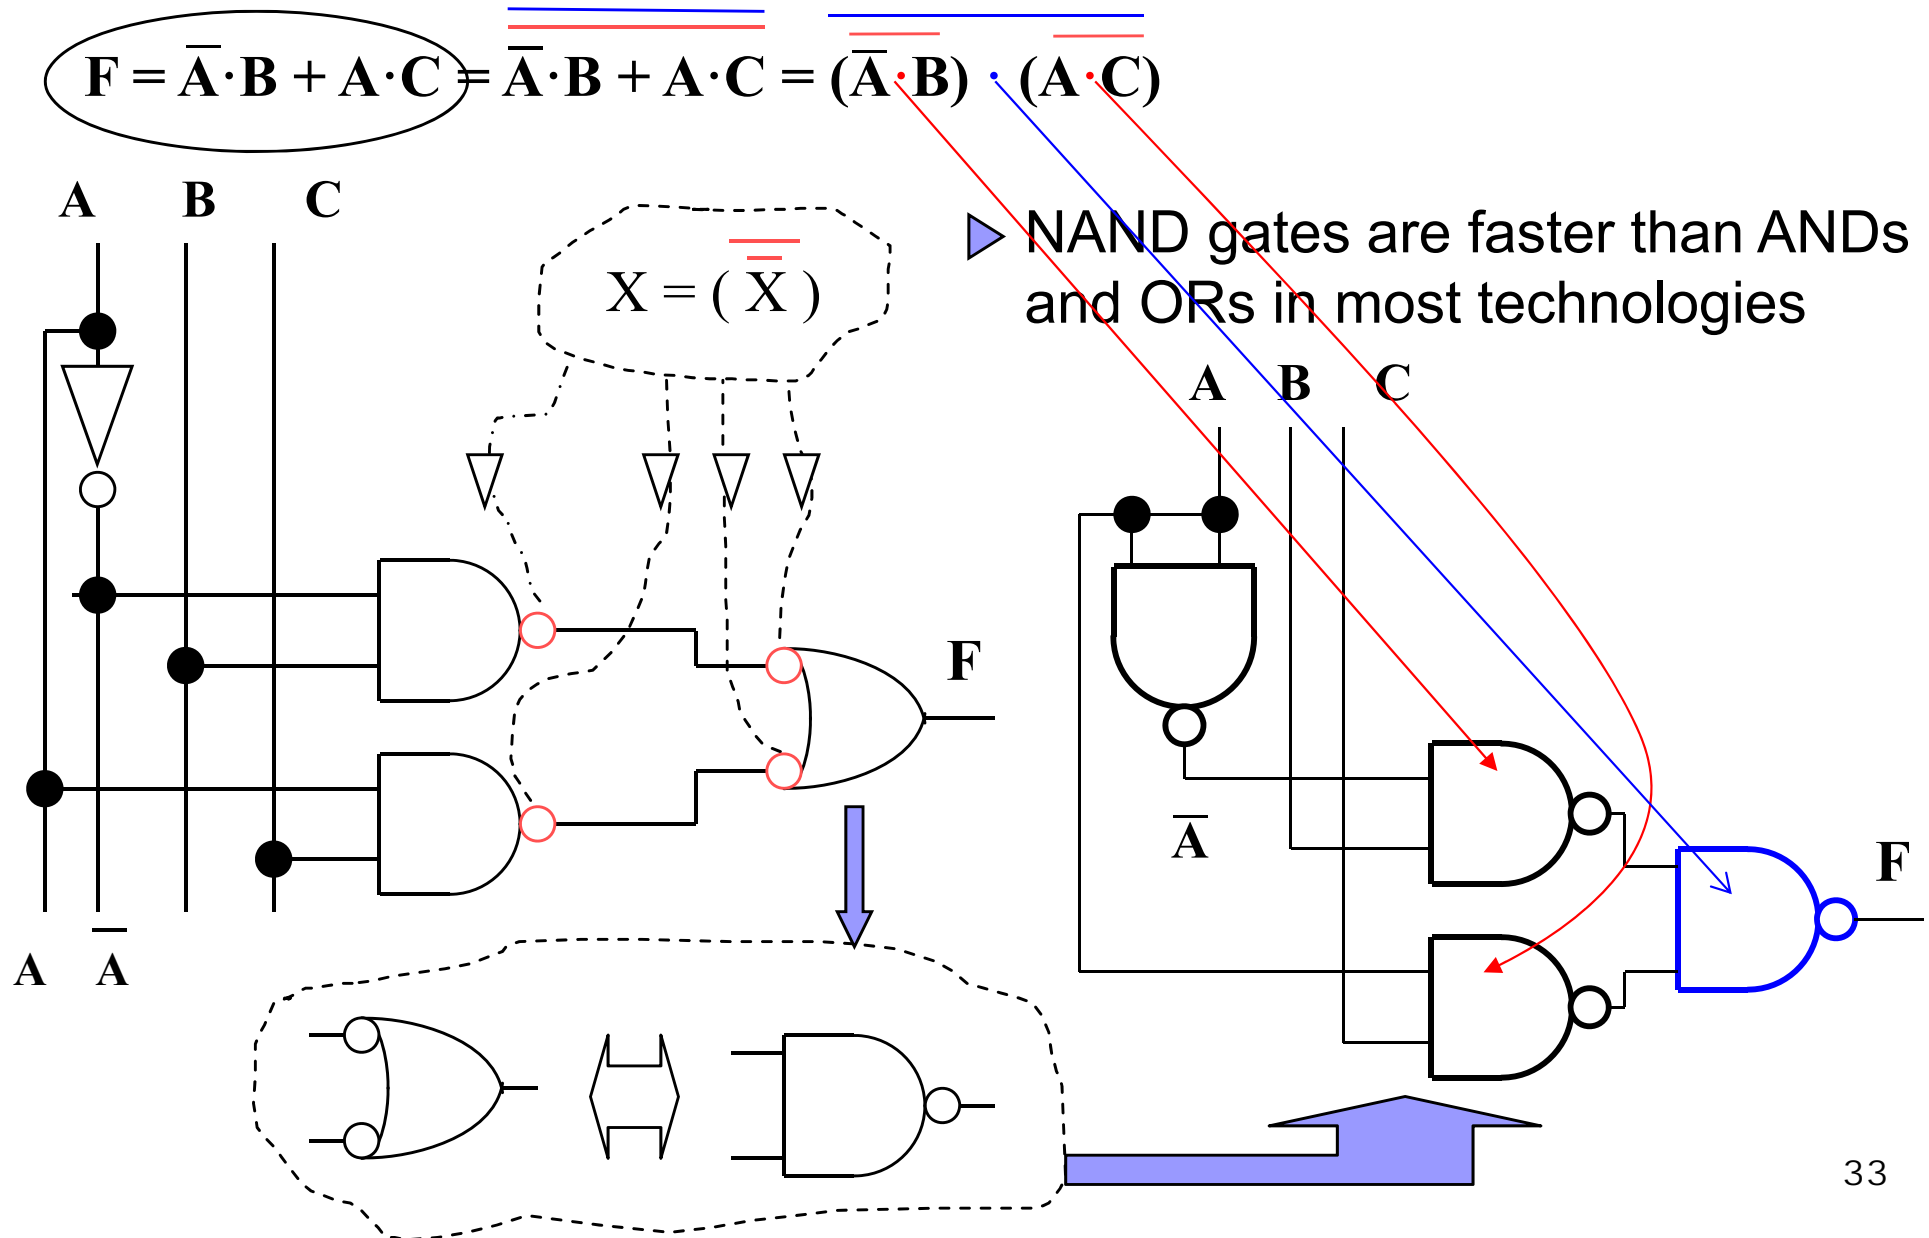 F = A̅·B + A·C = A̅·B + A·C = (A̅·B) · (A·C)
A B C
X = ( X )
NAND gates are faster than ANDs
and ORs in most technologies
A B C
F
A̅
F
A A̅
33